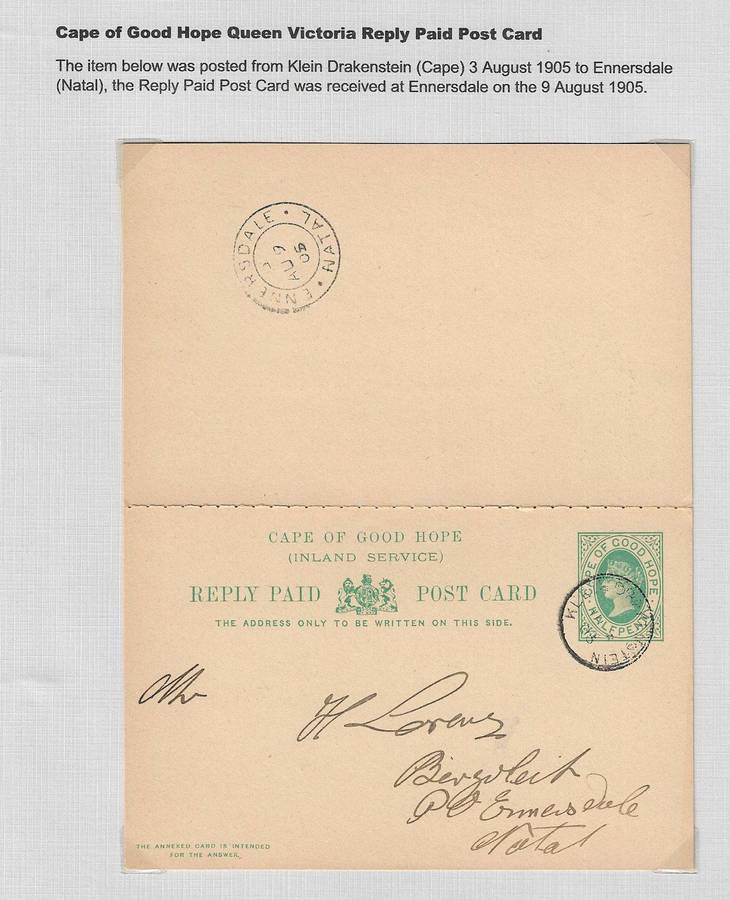 Cape of Good Hope Queen Victoria Reply Paid Post Card
The item below was posted from Klein Drakenstein (Cape) 3 August 1905 to Ennersdale
(Natal), the Reply Paid Post Card was received at Ennersdale on the 9 August 1905.
ENNERSDALE • NATAL •
AU 9
05
CAPE OF GOOD HOPE
(INLAND SERVICE)
REPLY PAID POST CARD
THE ADDRESS ONLY TO BE WRITTEN ON THIS SIDE.
CAPE OF GOOD HOPE
HALFPENNY
H Lorenz
PO Ennersdale
Natal
THE ANNEXED CARD IS INTENDED
FOR THE ANSWER.